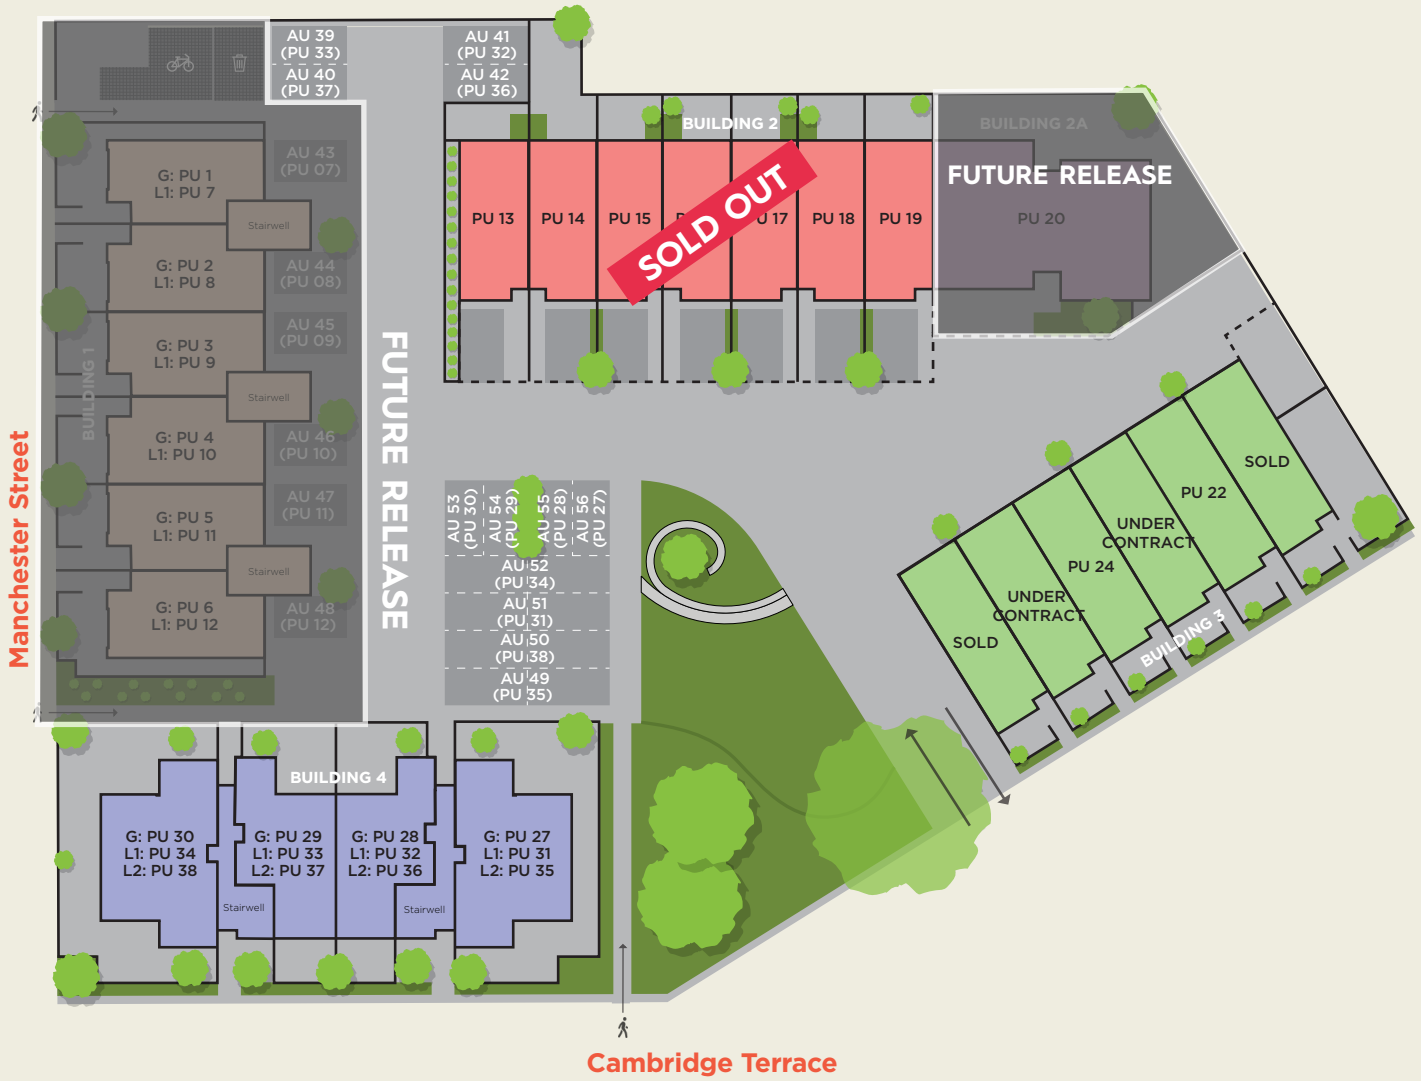 AU 39
(PU 33)
AU 40
(PU 37)
AU 41
(PU 32)
AU 42
(PU 36)
BUILDING 2
BUILDING 2A
FUTURE RELEASE
PU 13
PU 14
PU 15
17
PU 18
PU 19
SOLD OUT
PU 20
AU 43
(PU 07)
G: PU 1
L1: PU 7
Stairwell
G: PU 2
L1: PU 8
AU 44
(PU 08)
G: PU 3
L1: PU 9
AU 45
(PU 09)
BUILDING 1
Stairwell
G: PU 4
L1: PU 10
AU 46
(PU 10)
G: PU 5
L1: PU 11
AU 47
(PU 11)
Stairwell
G: PU 6
L1: PU 12
AU 48
(PU 12)
FUTURE RELEASE
Manchester Street
AU 53
(PU 30)
AU 54
(PU 29)
AU 55
(PU 28)
AU 56
(PU 27)
AU 52
(PU 34)
AU 51
(PU 31)
AU 50
(PU 38)
AU 49
(PU 35)
SOLD
PU 22
UNDER
CONTRACT
PU 24
UNDER
CONTRACT
SOLD
BUILDING 3
BUILDING 4
G: PU 30
L1: PU 34
L2: PU 38
G: PU 29
L1: PU 33
L2: PU 37
G: PU 28
L1: PU 32
L2: PU 36
G: PU 27
L1: PU 31
L2: PU 35
Stairwell
Stairwell
Cambridge Terrace